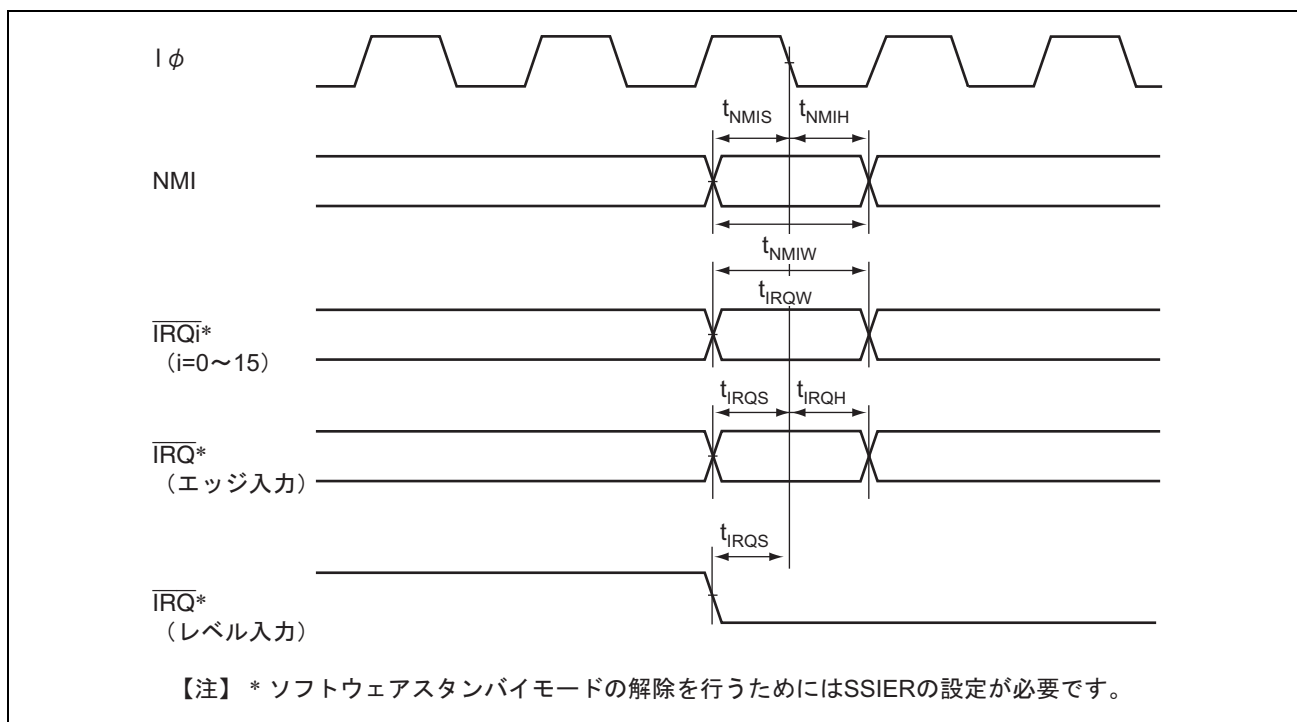 Iφ
tNMIS tNMIH
NMI
tNMIW
tIRQW
IRQi*
（i=0〜15）
tIRQS tIRQH
IRQ*
（エッジ入力）
tIRQS
IRQ*
（レベル入力）
【注】 * ソフトウェアスタンバイモードの解除を行うためにはSSIERの設定が必要です。